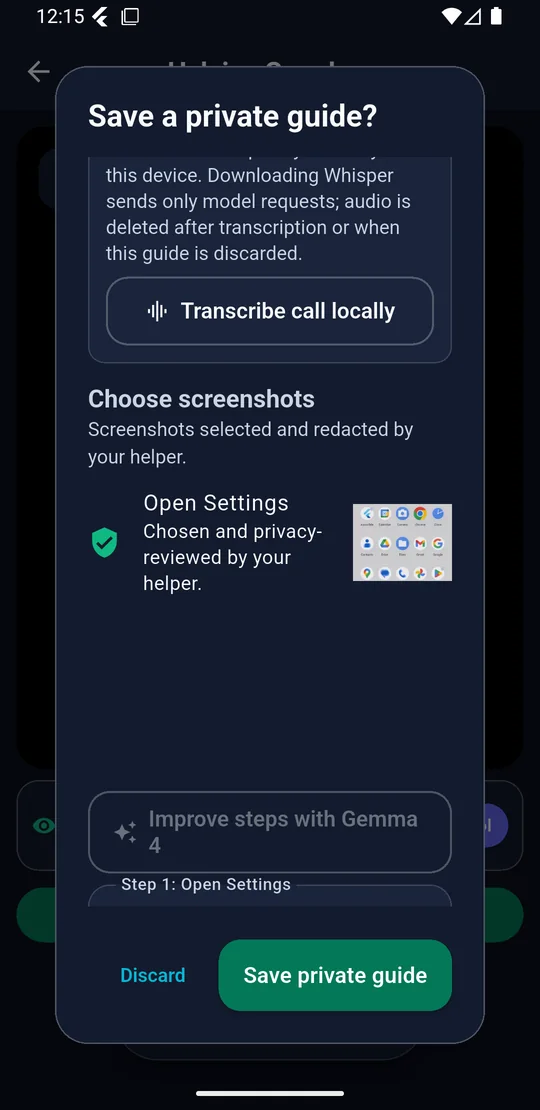 12:15
Save a private guide?
this device. Downloading Whisper
sends only model requests; audio is
deleted after transcription or when
this guide is discarded.
Transcribe call locally
Choose screenshots
Screenshots selected and redacted by
your helper.
Open Settings
Chosen and privacy-
reviewed by your
helper.
Improve steps with Gemma
4
Step 1: Open Settings
Discard
Save private guide